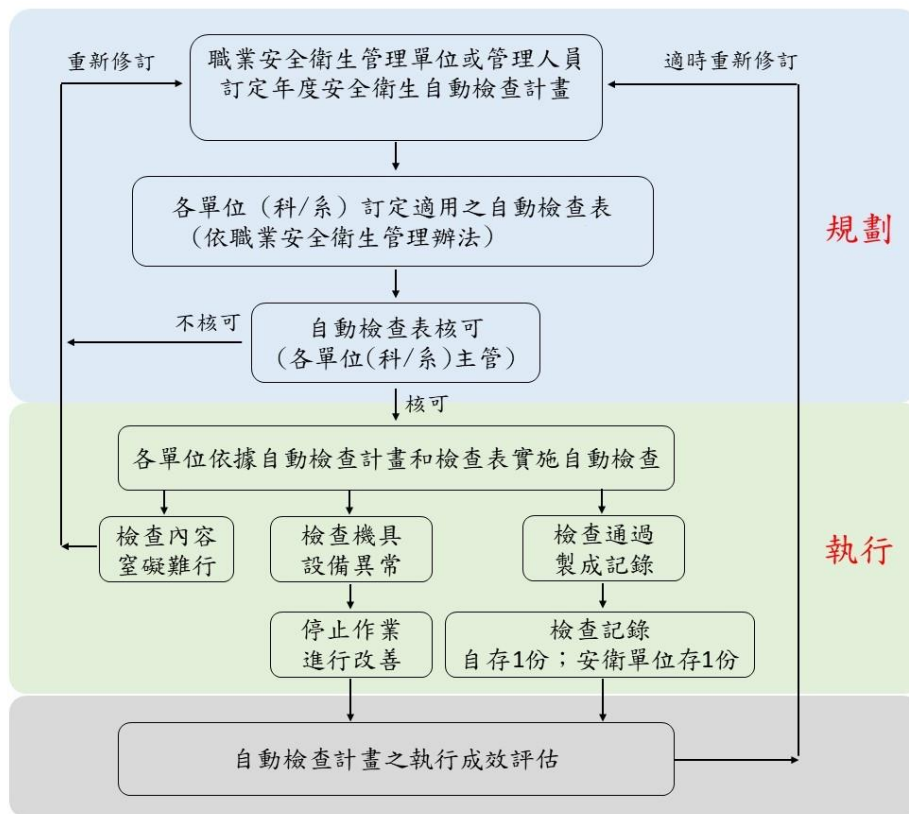 重新修訂
職業安全衛生管理單位或管理人員
訂定年度安全衛生自動檢查計畫
適時重新修訂
各單位（科/系）訂定適用之自動檢查表
（依職業安全衛生管理辦法）
規劃
不核可
自動檢查表核可
(各單位(科/系)主管)
核可
各單位依據自動檢查計畫和檢查表實施自動檢查
檢查內容
窒礙難行
檢查機具
設備異常
檢查通過
製成記錄
執行
停止作業
進行改善
檢查記錄
自存1份；安衛單位存1份
自動檢查計畫之執行成效評估